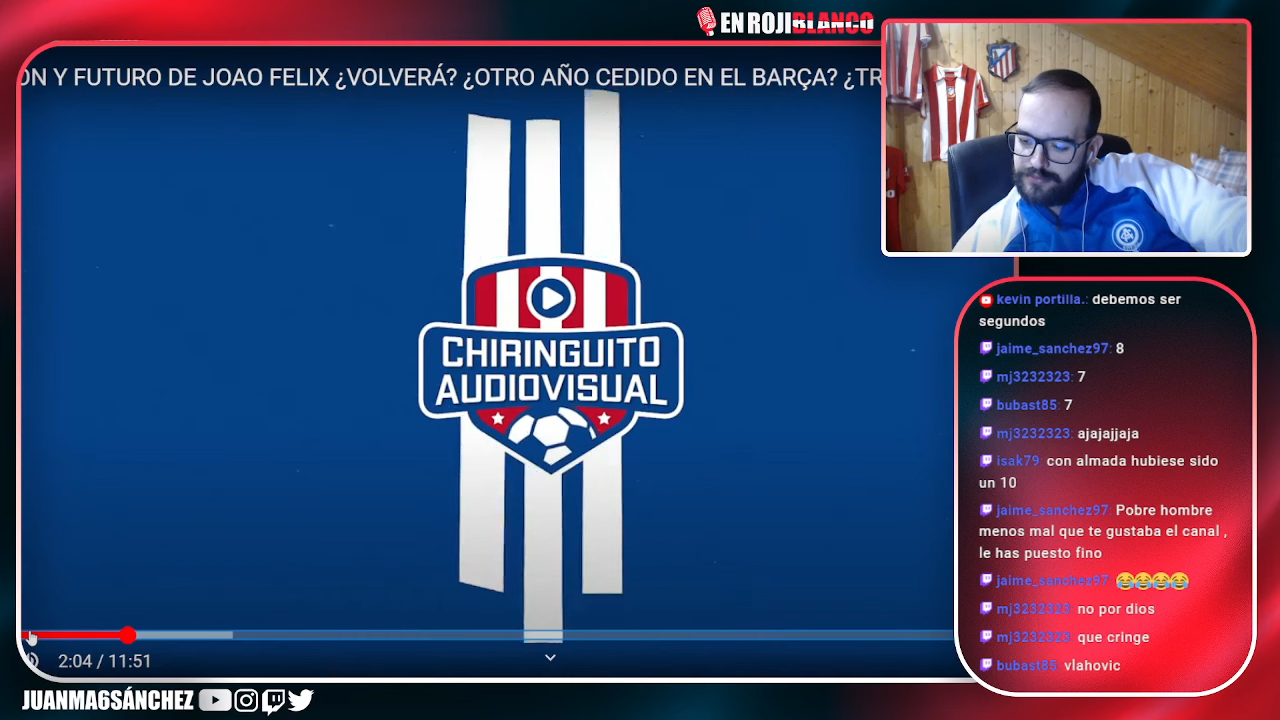 EN ROJIBLANCO
ON Y FUTURO DE JOAO FELIX ¿VOLVERÁ? ¿OTRO AÑO CEDIDO EN EL BARÇA? ¿TR
CHIRINGUITO
AUDIOVISUAL
kevin portilla.: debemos ser
segundos
jaime_sanchez97: 8
mj3232323: 7
bubast85: 7
mj3232323: ajajajjaja
isak79: con almada hubiese sido
un 10
jaime_sanchez97: Pobre hombre
menos mal que te gustaba el canal ,
le has puesto fino
jaime_sanchez97: 😂😂😂😂
mj3232323: no por dios
mj3232323: que cringe
bubast85: vlahovic
2:04 / 11:51
JUANMA6SÁNCHEZ